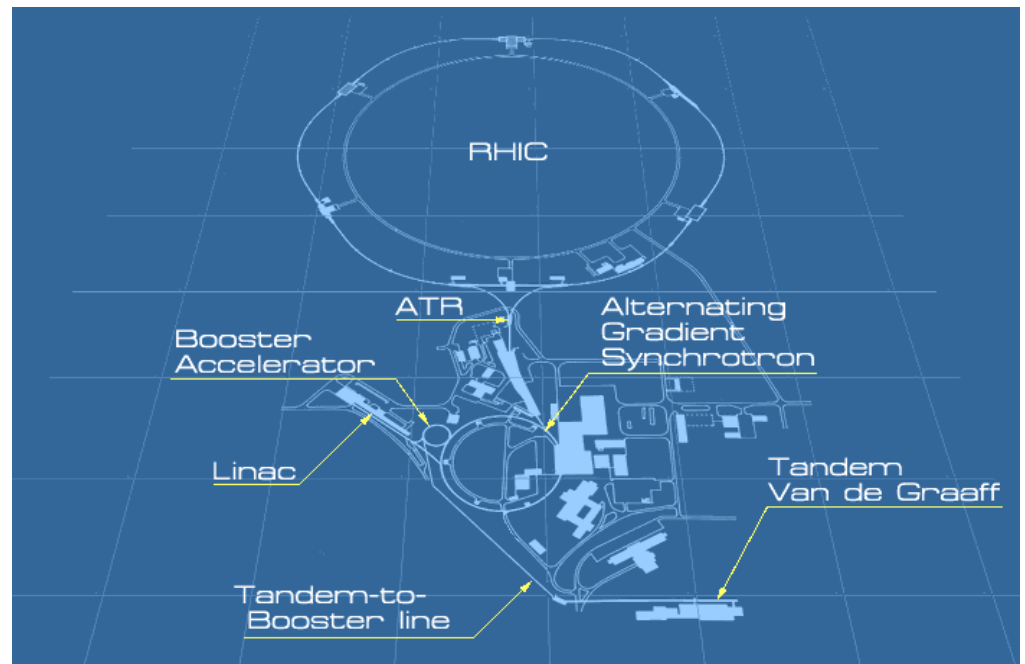 RHIC
ATR
Alternating
Gradient
Synchrotron
Booster
Accelerator
Linac
Tandem
Van de Graaff
Tandem-to-
Booster line